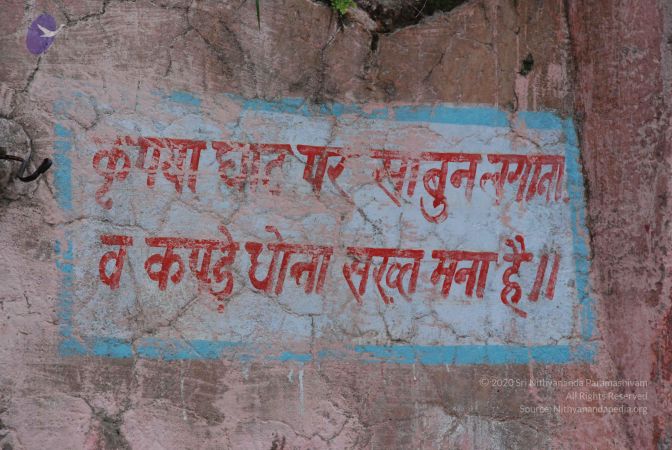 कृपया घाट पर साबुन लगाना
व कपड़े धोना सख्त मना है॥
© 2020 Sri Nithyananda Paramashivam
All Rights Reserved
Source: Nithyanandapedia.org